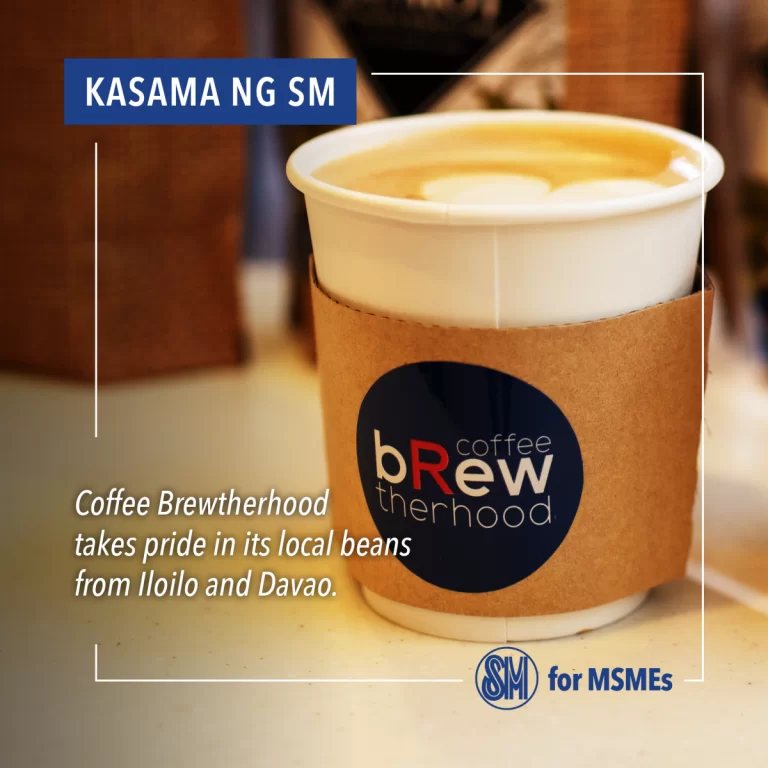 KASAMA NG SM
coffee
bRew
therhood
Coffee Brewtherhood
takes pride in its local beans
from Iloilo and Davao.
SM for MSMEs